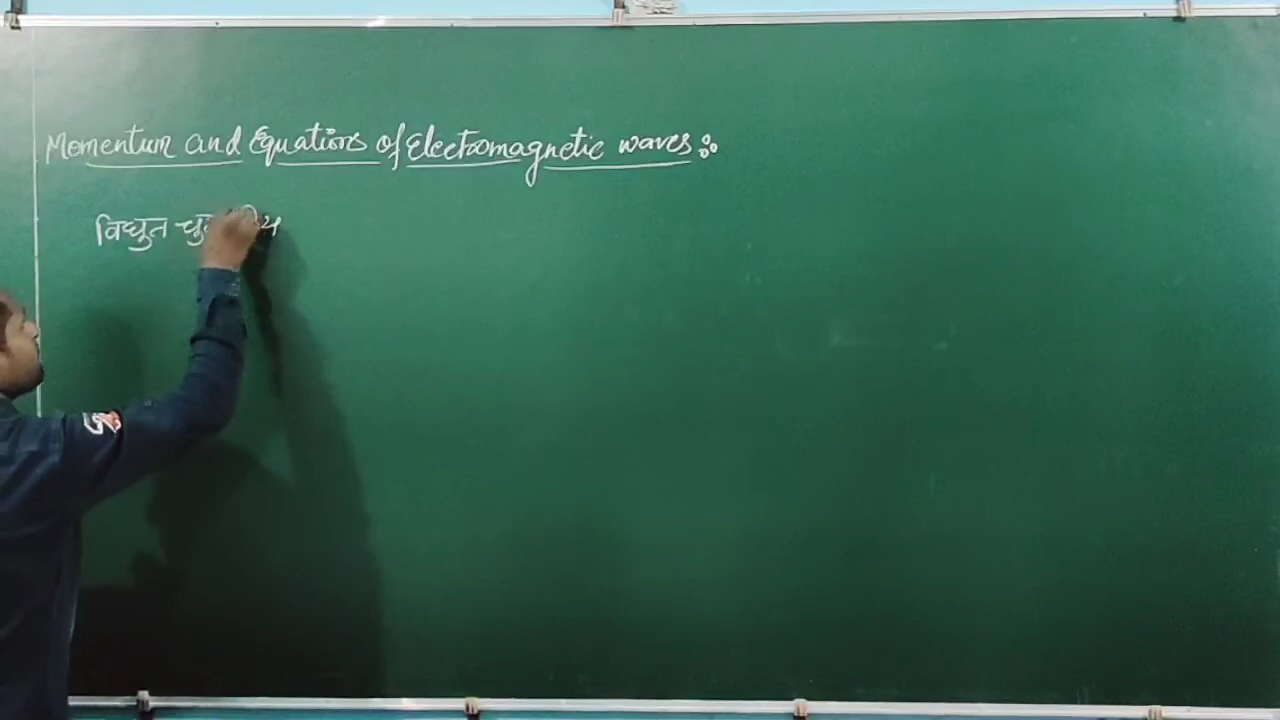 Momentum and Equations of Electromagnetic waves :
विधुत